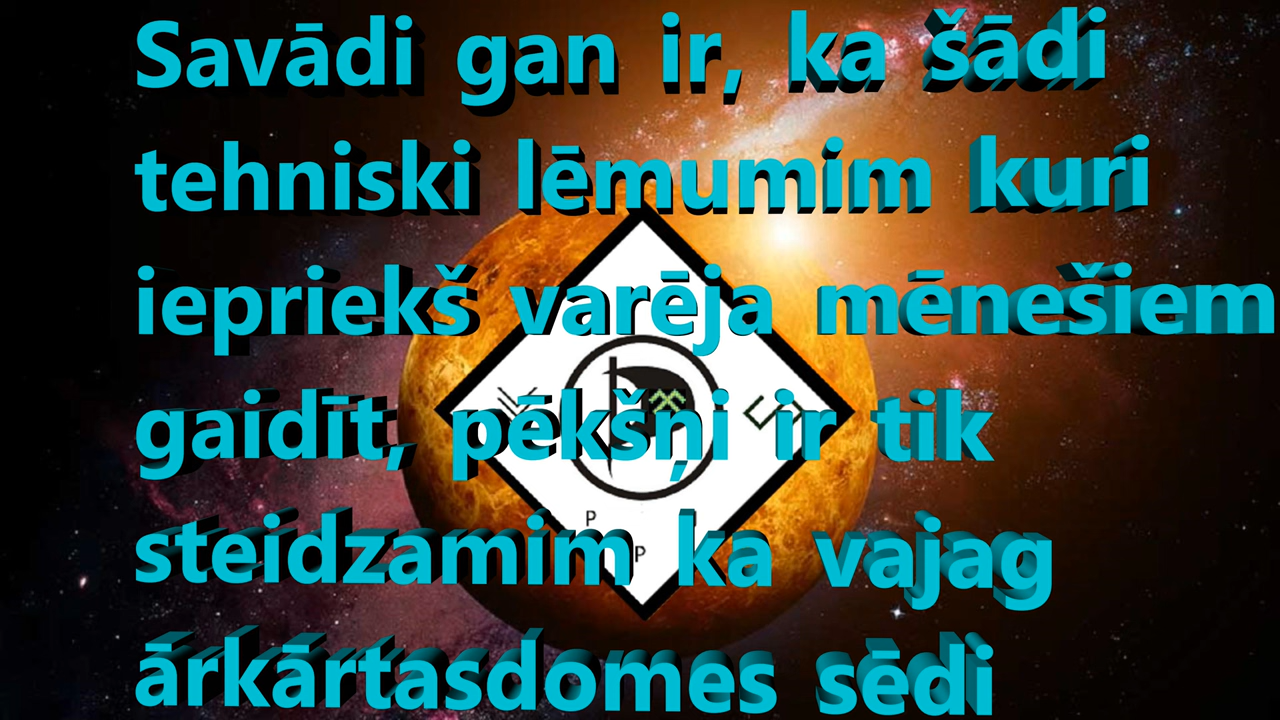 Savādi gan ir, ka šādi
tehniski lēmumim kuri
iepriekš varēja mēnešiem
gaidīt, pēkšņi ir tik
steidzamim ka vajag
ārkārtasdomes sēdi
P
P